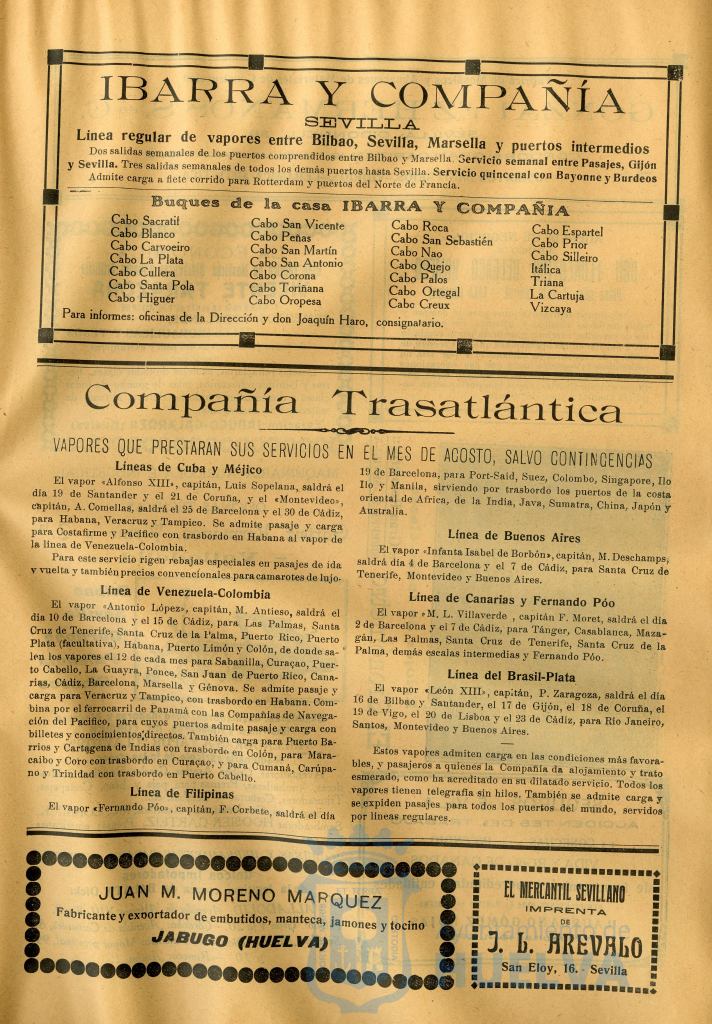 IBARRA Y COMPAÑÍA
SEVILLA
Línea regular de vapores entre Bilbao, Sevilla, Marsella y puertos intermedios
Dos salidas semanales de los puertos comprendidos entre Bilbao y Marsella. Servicio semanal entre Pasajes, Gijón
y Sevilla. Tres salidas semanales de todos los demás puertos hasta Sevilla. Servicio quincenal con Bayonne y Burdeos
Admite carga a flete corrido para Rotterdam y puertos del Norte de Francia.
Buques de la casa IBARRA Y COMPAÑIA
Cabo Sacratif
Cabo Blanco
Cabo Carvoeiro
Cabo La Plata
Cabo Cullera
Cabo Santa Pola
Cabo Higuer
Cabo San Vicente
Cabo Peñas
Cabo San Martín
Cabo San Antonio
Cabo Corona
Cabo Toriñana
Cabo Oropesa
Cabo Roca
Cabo San Sebastién
Cabo Nao
Cabo Quejo
Cabo Palos
Cabo Ortegal
Cabo Creux
Cabo Espartel
Cabo Prior
Cabo Silleiro
Itálica
Triana
La Cartuja
Vizcaya
Para informes: oficinas de la Dirección y don Joaquín Haro, consignatario.
Compañía Trasatlántica
VAPORES QUE PRESTARAN SUS SERVICIOS EN EL MES DE AGOSTO, SALVO CONTINGENCIAS
Líneas de Cuba y Méjico
El vapor «Alfonso XIII», capitán, Luis Sopelana, saldrá el
día 19 de Santander y el 21 de Coruña, y el «Montevideo»,
capitán, A. Comellas, saldrá el 25 de Barcelona y el 30 de Cádiz,
para Habana, Veracruz y Tampico. Se admite pasaje y carga
para Costafirme y Pacífico con trasbordo en Habana al vapor de
la línea de Venezuela-Colombia.
Para este servicio rigen rebajas especiales en pasajes de ida
y vuelta y también precios convencionales para camarotes de lujo.
Línea de Venezuela-Colombia
El vapor «Antonio López», capitán, M. Antieso, saldrá el
día 10 de Barcelona y el 15 de Cádiz, para Las Palmas, Santa
Cruz de Tenerife, Santa Cruz de la Palma, Puerto Rico, Puerto
Plata (facultativa), Habana, Puerto Limón y Colón, de donde sa-
len los vapores el 12 de cada mes para Sabanilla, Curaçao, Puer-
to Cabello, La Guayra, Ponce, San Juan de Puerto Rico, Cana-
rias, Cádiz, Barcelona, Marsella y Génova. Se admite pasaje y
carga para Veracruz y Tampico, con trasbordo en Habana. Com-
bina por el ferrocarril de Panamá con las Compañías de Navega-
ción del Pacífico, para cuyos puertos admite pasaje y carga con
billetes y conocimientos directos. También carga para Puerto Ba-
rrios y Cartagena de Indias con trasbordo en Colón, para Mara-
caibo y Coro con trasbordo en Curaçao, y para Cumaná, Carúpa-
no y Trinidad con trasbordo en Puerto Cabello.
Línea de Filipinas
El vapor «Fernando Póo», capitán, F. Corbete, saldrá el día
19 de Barcelona, para Port-Said, Suez, Colombo, Singapore, Ilo
Ilo y Manila, sirviendo por trasbordo los puertos de la costa
oriental de Africa, de la India, Java, Sumatra, China, Japón y
Australia.
Línea de Buenos Aires
El vapor «Infanta Isabel de Borbón», capitán, M. Deschamps,
saldrá día 4 de Barcelona y el 7 de Cádiz, para Santa Cruz de
Tenerife, Montevideo y Buenos Aires.
Línea de Canarias y Fernando Póo
El vapor «M. L. Villaverde , capitán F. Moret, saldrá el día
2 de Barcelona y el 7 de Cádiz, para Tánger, Casablanca, Maza-
gán, Las Palmas, Santa Cruz de Tenerife, Santa Cruz de la
Palma, demás escalas intermedias y Fernando Póo.
Línea del Brasil-Plata
El vapor «León XIII», capitán, P. Zaragoza, saldrá el día
16 de Bilbao y Santander, el 17 de Gijón, el 18 de Coruña, el
19 de Vigo, el 20 de Lisboa y el 23 de Cádiz, para Rio Janeiro,
Santos, Montevideo y Buenos Aires.
Estos vapores admiten carga en las condiciones más favora-
bles, y pasajeros a quienes la Compañía da alojamiento y trato
esmerado, como ha acreditado en su dilatado servicio. Todos los
vapores tienen telegrafía sin hilos. También se admite carga y
se expiden pasajes para todos los puertos del mundo, servidos
por líneas regulares.
JUAN M. MORENO MARQUEZ
Fabricante y exportador de embutidos, manteca, jamones y tocino
JABUGO (HUELVA)
EL MERCANTIL SEVILLANO
IMPRENTA
DE
J. L. AREVALO
San Eloy, 16. - Sevilla